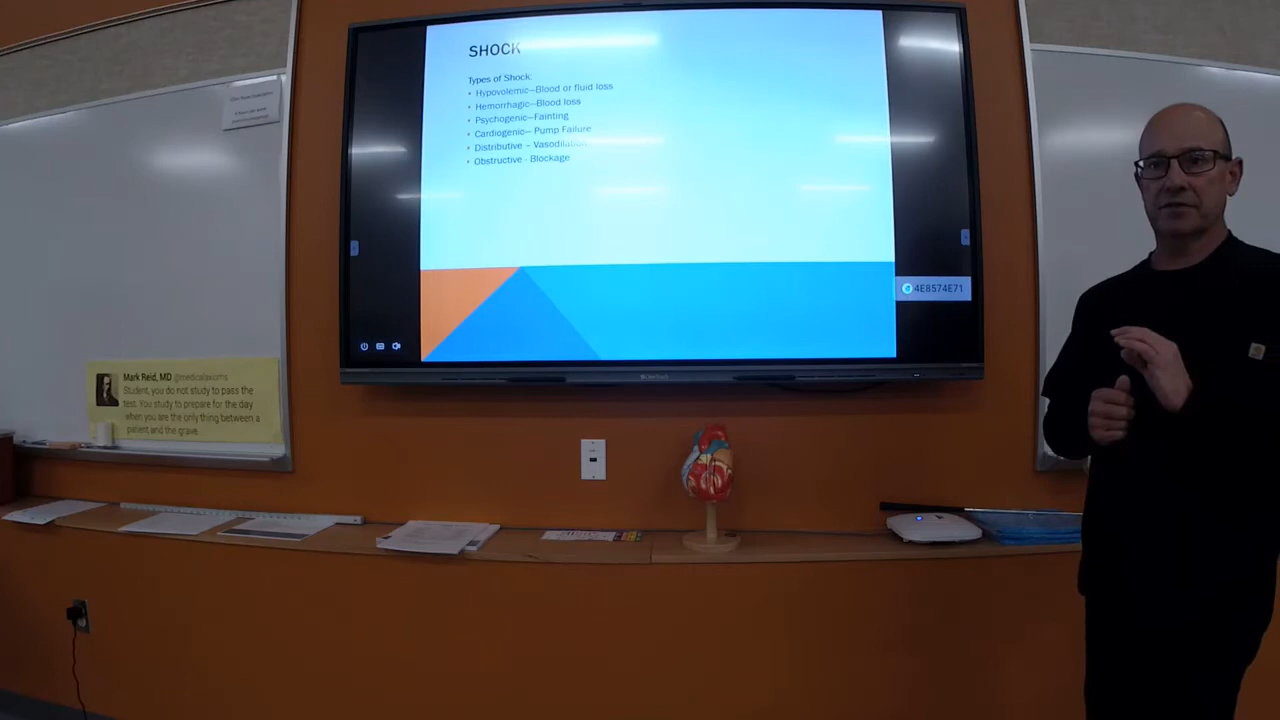 SHOCK
Types of Shock:
• Hypovolemic—Blood or fluid loss
• Hemorrhagic—Blood loss
• Psychogenic—Fainting
• Cardiogenic— Pump Failure
• Distributive – Vasodilation
• Obstructive - Blockage
4E8574E71
Mark Reid, MD @medicalaxioms
Student, you do not study to pass the
test. You study to prepare for the day
when you are the only thing between a
patient and the grave.